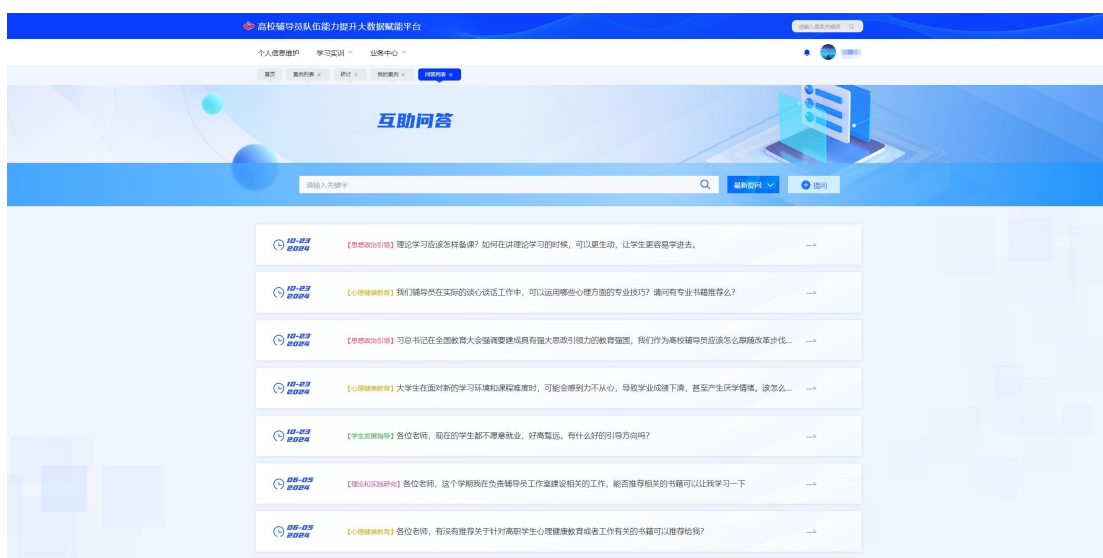 高校辅导员队伍能力提升大数据赋能平台
请输入搜索关键词
个人信息维护 学习实训 业务中心
首页 案例列表 × 研讨 × 我的案例 × 问答列表 ×
互助问答
请输入关键字 最新提问 提问
10-23 【思想政治引领】理论学习应该怎样备课？如何在讲理论学习的时候，可以更生动，让学生更容易学进去。
2024
10-23 【心理健康教育】我们辅导员在实际的谈心谈话工作中，可以运用哪些心理方面的专业技巧？请问有专业书籍推荐么？
2024
10-23 【思想政治引领】习总书记在全国教育大会强调要建成具有强大思政引领力的教育强国，我们作为高校辅导员应该怎么跟随改革步伐...
2024
10-23 【心理健康教育】大学生在面对新的学习环境和课程难度时，可能会感到力不从心，导致学业成绩下滑，甚至产生厌学情绪。该怎么...
2024
10-23 【学生发展指导】各位老师，现在的学生都不愿意就业，好高骛远。有什么好的引导方向吗？
2024
06-05 【理论和实践研究】各位老师，这个学期我在负责辅导员工作室建设相关的工作，能否推荐相关的书籍可以让我学习一下
2024
06-05 【心理健康教育】各位老师，有没有推荐关于针对高职学生心理健康教育或者工作有关的书籍可以推荐给我？
2024